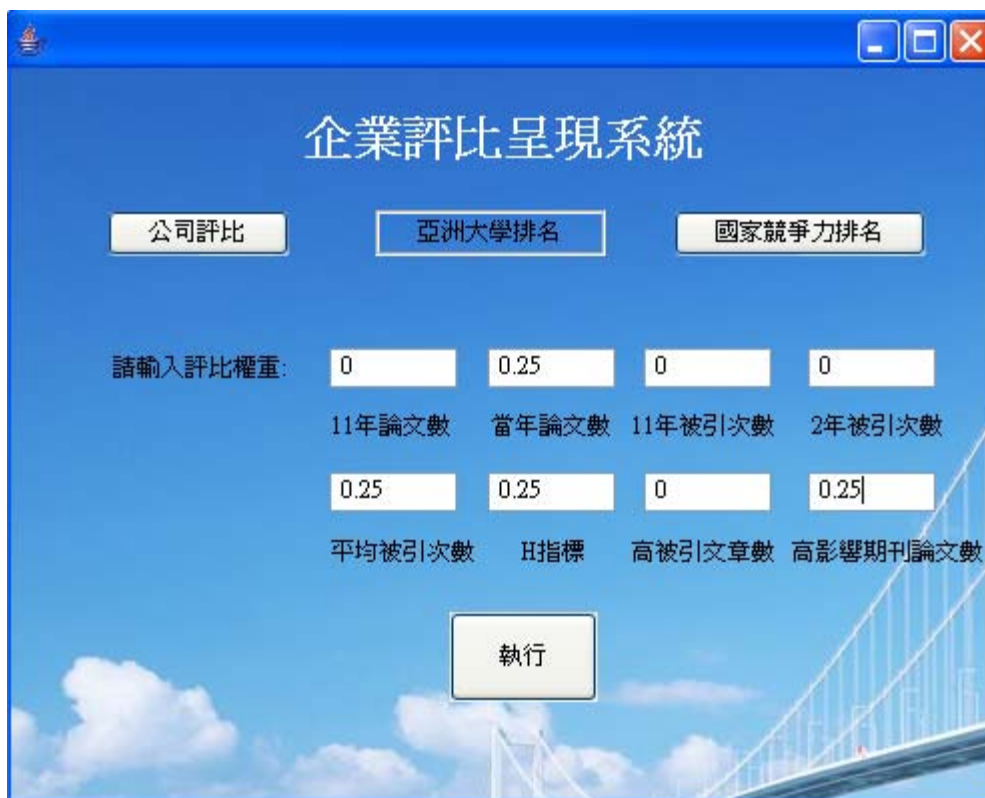 企業評比呈現系統
公司評比 亞洲大學排名 國家競爭力排名
請輸入評比權重: 0 0.25 0 0
11年論文數 當年論文數 11年被引次數 2年被引次數
0.25 0.25 0 0.25
平均被引次數 H指標 高被引文章數 高影響期刊論文數
執行